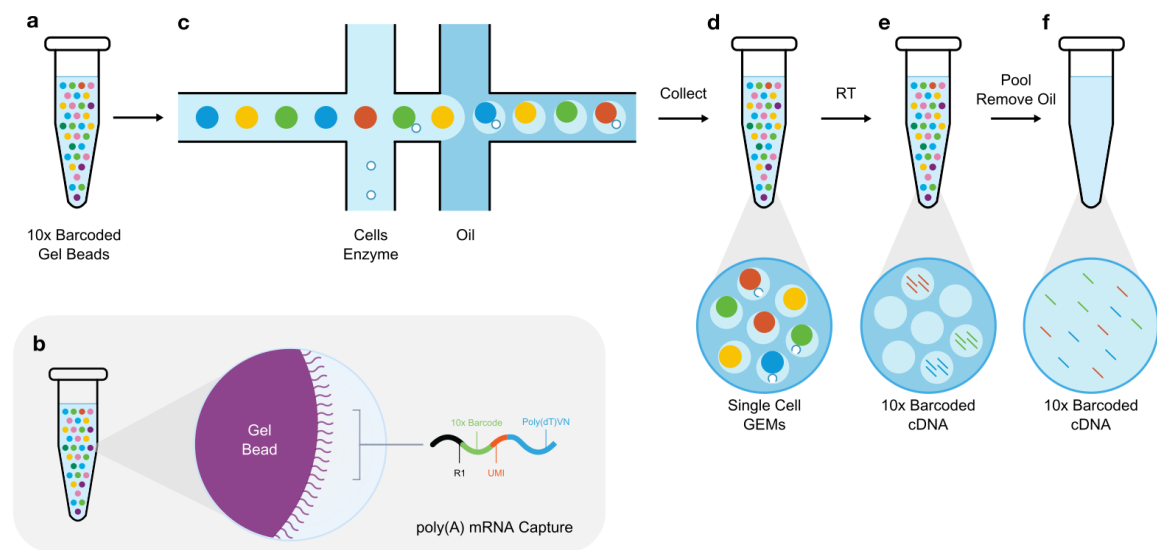 a
10x Barcoded
Gel Beads
c
Cells
Enzyme
Oil
Collect
d
Single Cell
GEMs
RT
e
10x Barcoded
cDNA
Pool
Remove Oil
f
10x Barcoded
cDNA
b
Gel
Bead
10x Barcode
Poly(dT)VN
R1
UMI
poly(A) mRNA Capture